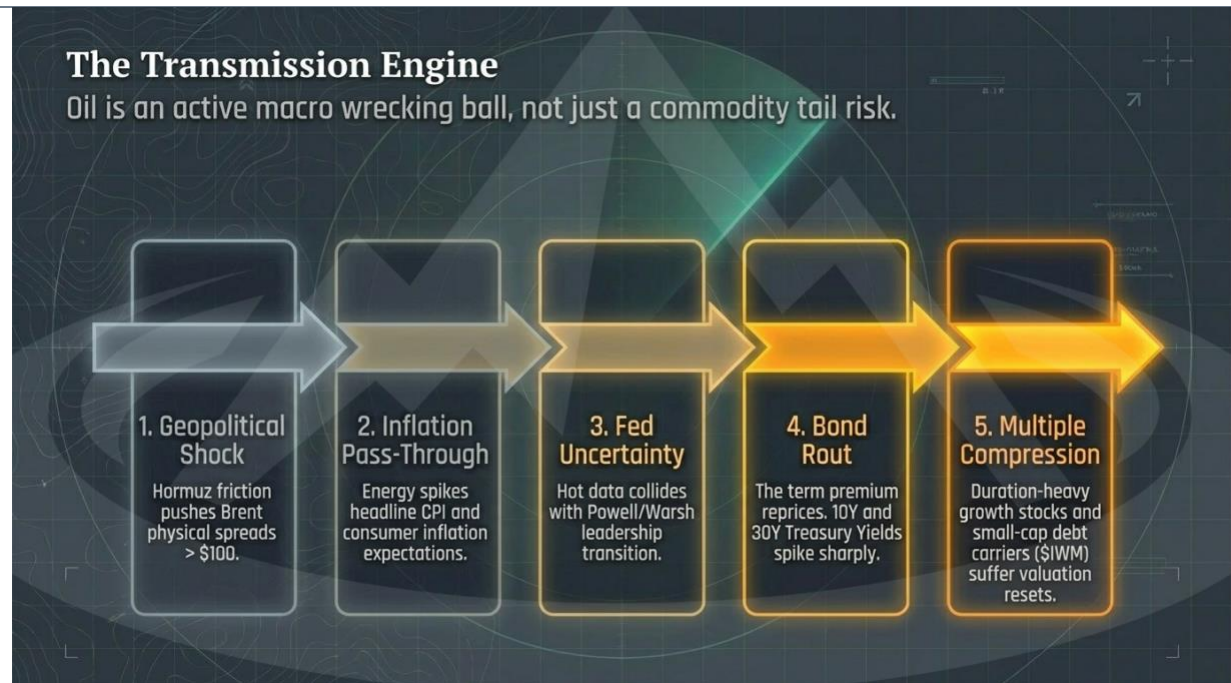 The Transmission Engine
Oil is an active macro wrecking ball, not just a commodity tail risk.
1. Geopolitical
Shock
Hormuz friction
pushes Brent
physical spreads
> $100.
2. Inflation
Pass-Through
Energy spikes
headline CPI and
consumer inflation
expectations.
3. Fed
Uncertainty
Hot data collides
with Powell/Warsh
leadership
transition.
4. Bond
Rout
The term premium
reprices. 10Y and
30Y Treasury Yields
spike sharply.
5. Multiple
Compression
Duration-heavy
growth stocks and
small-cap debt
carriers ($IWM)
suffer valuation
resets.